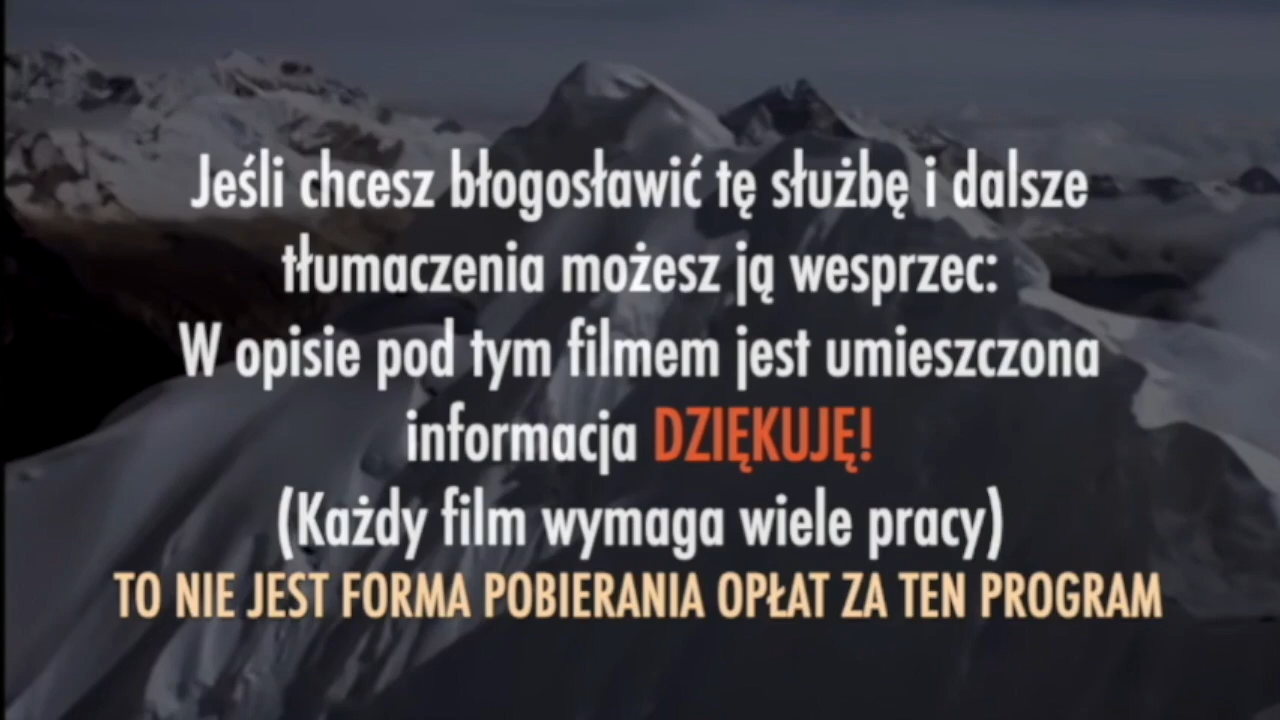 Jeśli chcesz błogosławić tę służbę i dalsze
tłumaczenia możesz ją wesprzec:
W opisie pod tym filmem jest umieszczona
informacja DZIĘKUJĘ!
(Każdy film wymaga wiele pracy)
TO NIE JEST FORMA POBIERANIA OPŁAT ZA TEN PROGRAM